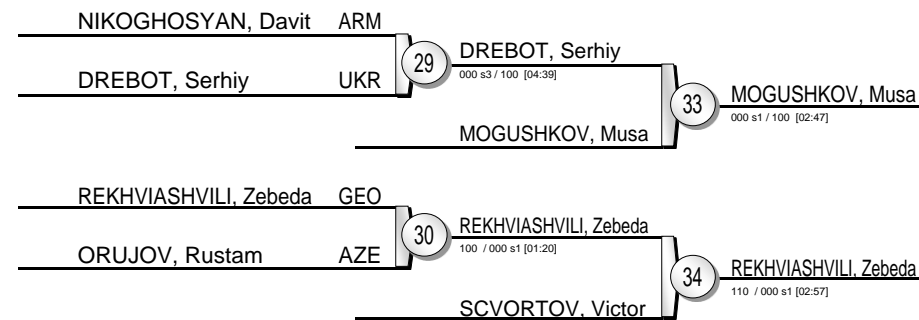 NIKOGHOSYAN, Davit ARM
DREBOT, Serhiy UKR
29
DREBOT, Serhiy
000 s3 / 100 [04:39]
MOGUSHKOV, Musa
33
MOGUSHKOV, Musa
000 s1 / 100 [02:47]
REKHVIASHVILI, Zebeda GEO
ORUJOV, Rustam AZE
30
REKHVIASHVILI, Zebeda
100 / 000 s1 [01:20]
SCVORTOV, Victor
34
REKHVIASHVILI, Zebeda
110 / 000 s1 [02:57]